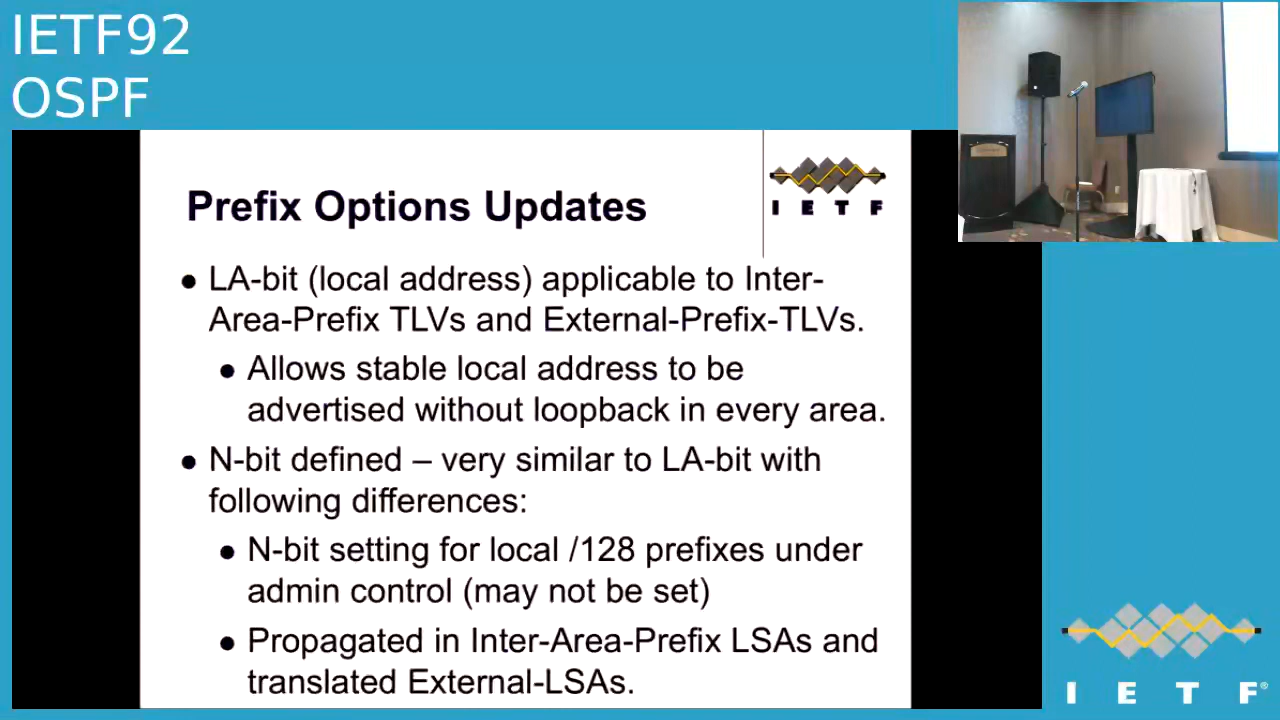 IETF92
OSPF
I E T F
Prefix Options Updates
● LA-bit (local address) applicable to Inter-
Area-Prefix TLVs and External-Prefix-TLVs.
● Allows stable local address to be
advertised without loopback in every area.
● N-bit defined – very similar to LA-bit with
following differences:
● N-bit setting for local /128 prefixes under
admin control (may not be set)
● Propagated in Inter-Area-Prefix LSAs and
translated External-LSAs.
I E T F®